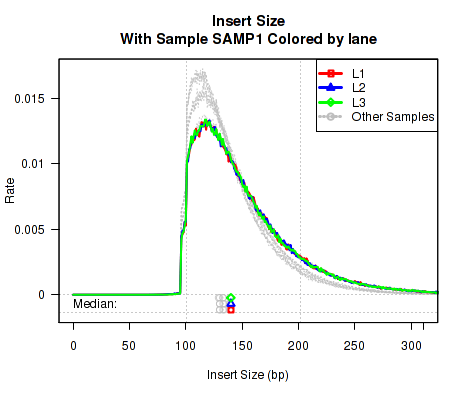 Insert Size
With Sample SAMP1 Colored by lane
L1
L2
L3
Other Samples
0.015
0.01
0.005
0
Rate
Median:
0 50 100 150 200 250 300
Insert Size (bp)